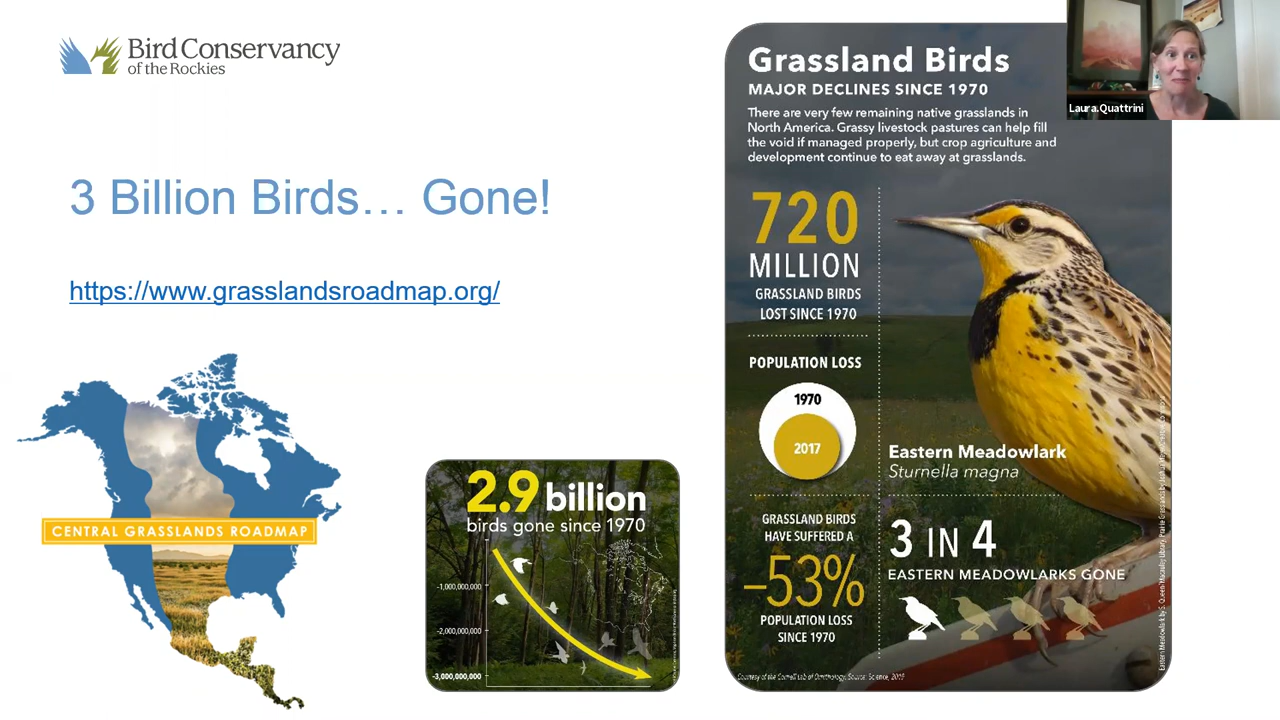 Bird Conservancy
of the Rockies
3 Billion Birds… Gone!
https://www.grasslandsroadmap.org/
CENTRAL GRASSLANDS ROADMAP
2.9 billion
birds gone since 1970
-1,000,000,000
-2,000,000,000
-3,000,000,000
Grassland Birds
MAJOR DECLINES SINCE 1970
There are very few remaining native grasslands in
North America. Grassy livestock pastures can help fill
the void if managed properly, but crop agriculture and
development continue to eat away at grasslands.
720
MILLION
GRASSLAND BIRDS
LOST SINCE 1970
POPULATION LOSS
1970
2017
GRASSLAND BIRDS
HAVE SUFFERED A
–53%
POPULATION LOSS
SINCE 1970
Eastern Meadowlark
Sturnella magna
3 IN 4
EASTERN MEADOWLARKS GONE
Courtesy of the Cornell Lab of Ornithology. Source: Science, 2019
Laura.Quattrini